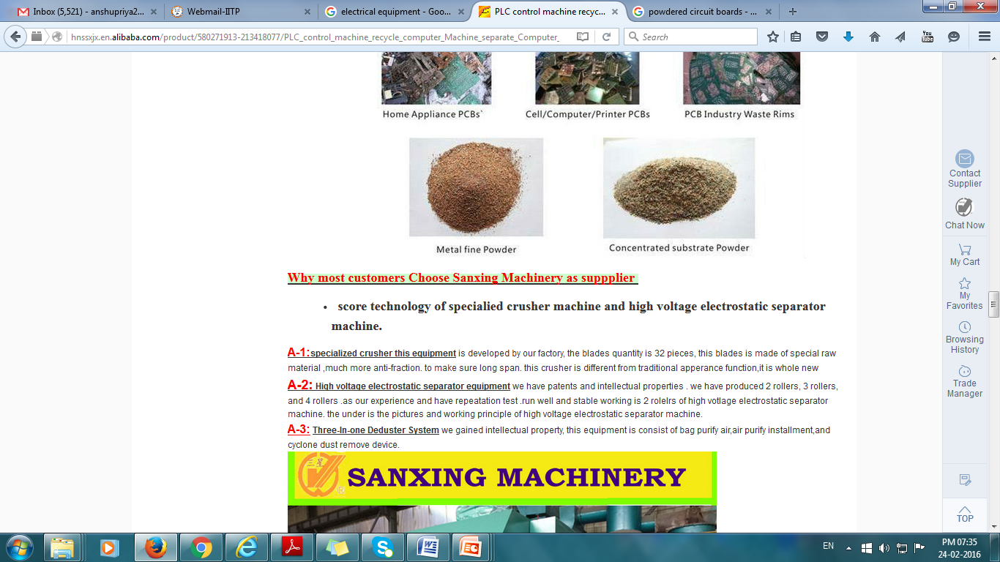 Inbox (5,521) - anshupriya2...
Webmail-IITP
electrical equipment - Goo...
PLC control machine recyc...
powdered circuit boards - ...
hnssxjx.en.alibaba.com/product/580271913-213418077/PLC_control_machine_recycle_computer_Machine_separate_Computer_
Search
You Tube
Home Appliance PCBs`
Cell/Computer/Printer PCBs
PCB Industry Waste Rims
Metal fine Powder
Concentrated substrate Powder
Why most customers Choose Sanxing Machinery as suppplier
• score technology of specialied crusher machine and high voltage electrostatic separator
machine.
A-1:specialized crusher this equipment is developed by our factory, the blades quantity is 32 pieces, this blades is made of special raw
material ,much more anti-fraction. to make sure long span. this crusher is different from traditional apperance function,it is whole new
A-2: High voltage electrostatic separator equipment we have patents and intellectual properties . we have produced 2 rollers, 3 rollers,
and 4 rollers .as our experience and have repeatation test .run well and stable working is 2 rolelrs of high votlage electrostatic separator
machine. the under is the pictures and working principle of high voltage electrostatic separator machine.
A-3: Three-In-one Deduster System we gained intellectual property, this equipment is consist of bag purify air,air purify installment,and
cyclone dust remove device.
三星
®
SANXING MACHINERY
Contact
Supplier
Chat Now
My Cart
My
Favorites
Browsing
History
Trade
Manager
TOP
EN
PM 07:35
24-02-2016